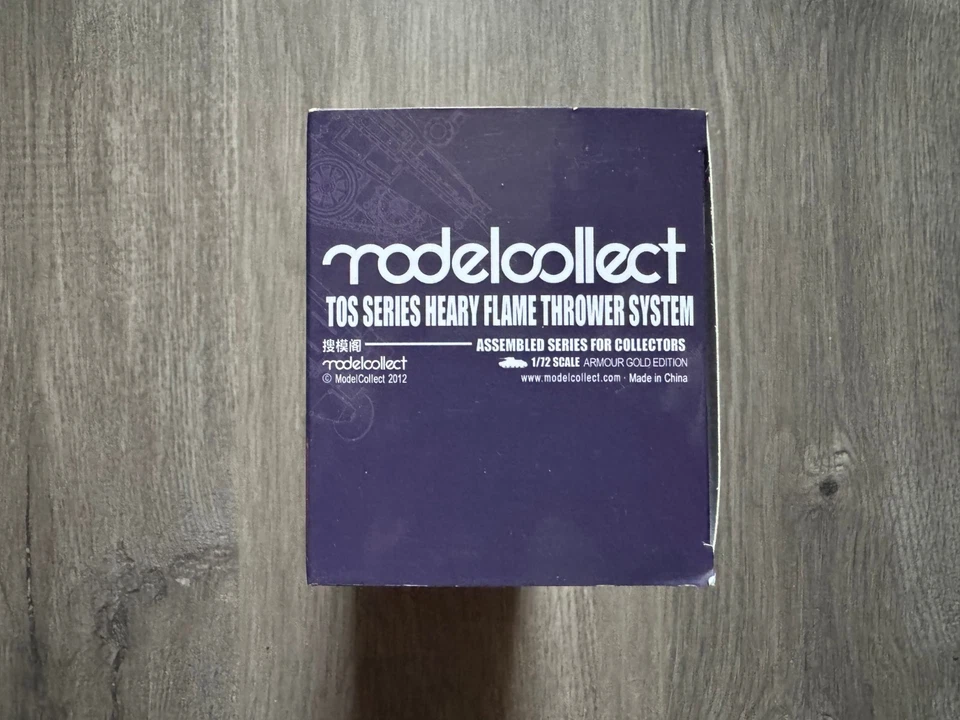 modelcollect
TOS SERIES HEARY FLAME THROWER SYSTEM
搜模阁 ASSEMBLED SERIES FOR COLLECTORS
modelcollect 1/72 SCALE ARMOUR GOLD EDITION
© ModelCollect 2012 www.modelcollect.com · Made in China